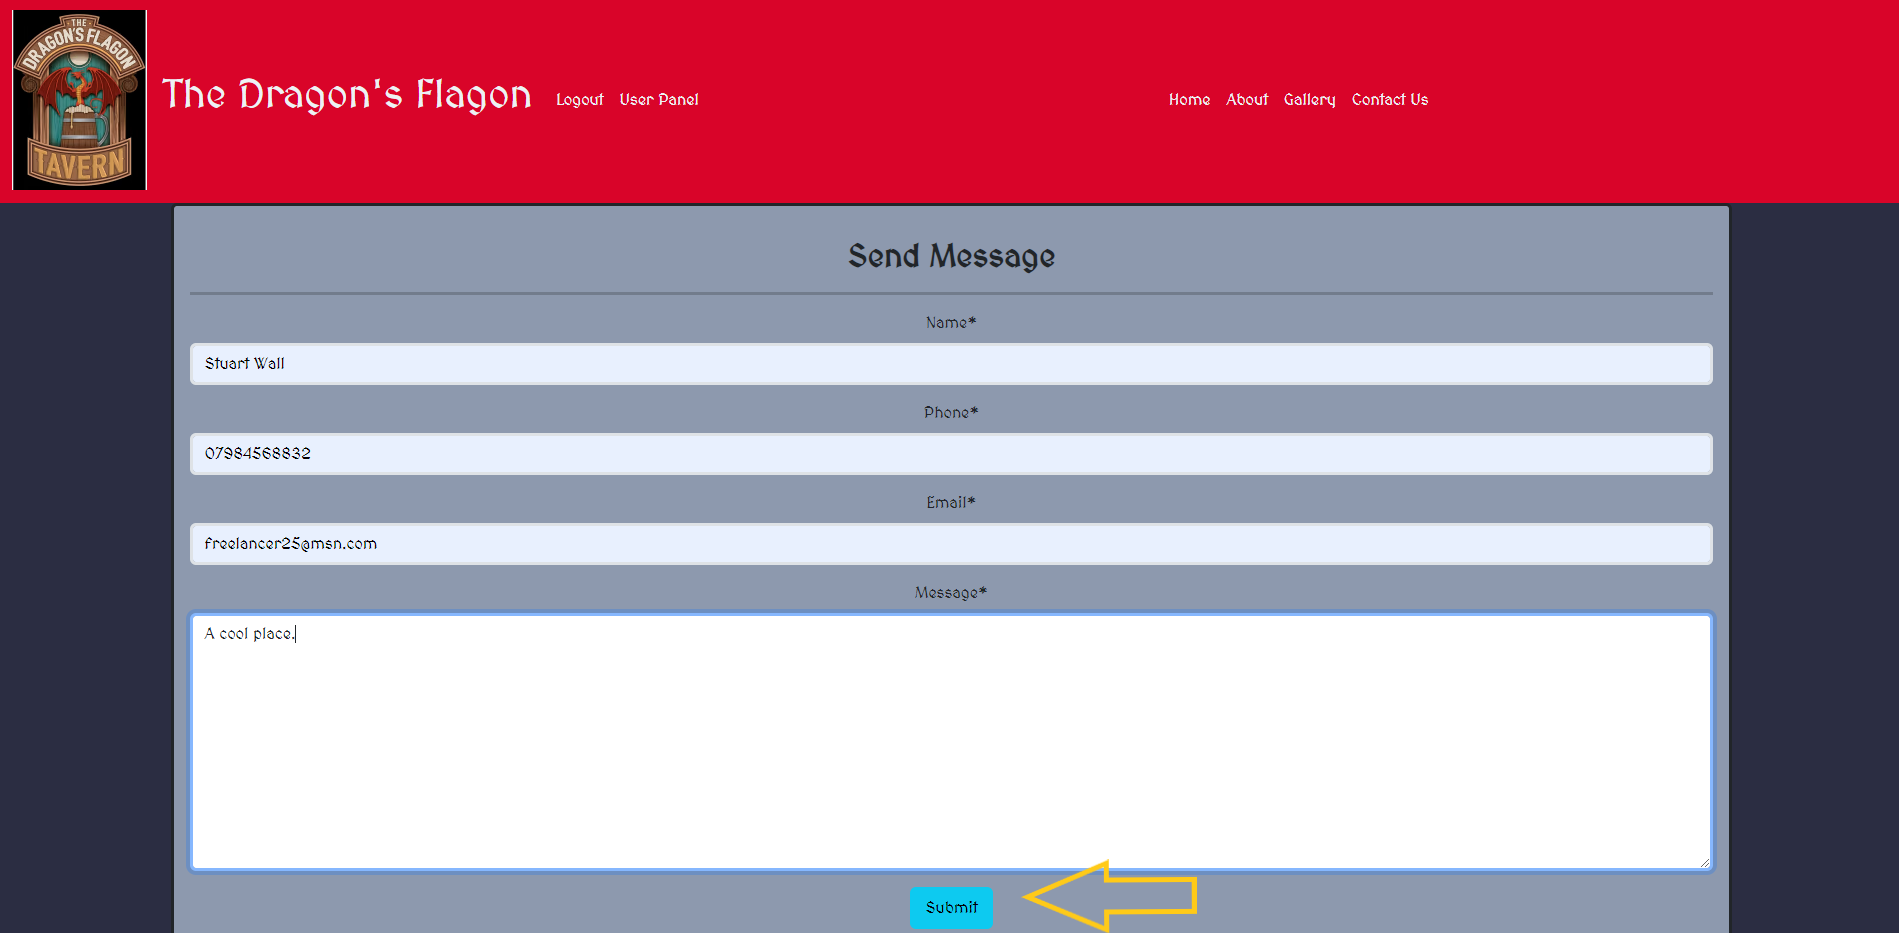 THE
DRAGON'S FLAGON
TAVERN
The Dragon's Flagon
Logout User Panel
Home About Gallery Contact Us
Send Message
Name*
Stuart Wall
Phone*
07984568832
Email*
freelancer25@msn.com
Message*
A cool place.
Submit